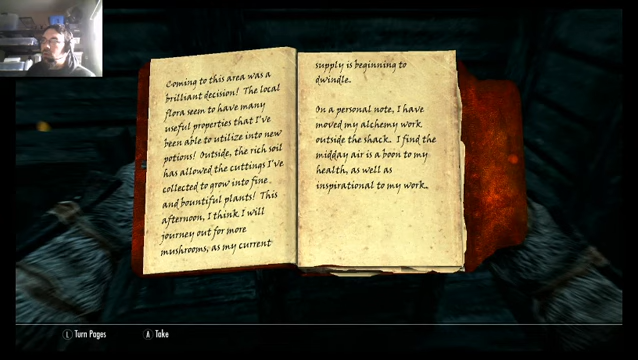 Coming to this area was a
brilliant decision! The local
flora seem to have many
useful properties that I've
been able to utilize into new
potions! Outside, the rich soil
has allowed the cuttings I've
collected to grow into fine
and bountiful plants! This
afternoon, I think I will
journey out for more
mushrooms, as my current
supply is beginning to
dwindle.
On a personal note, I have
moved my alchemy work
outside the shack. I find the
midday air is a boon to my
health, as well as
inspirational to my work.
L Turn Pages
A Take